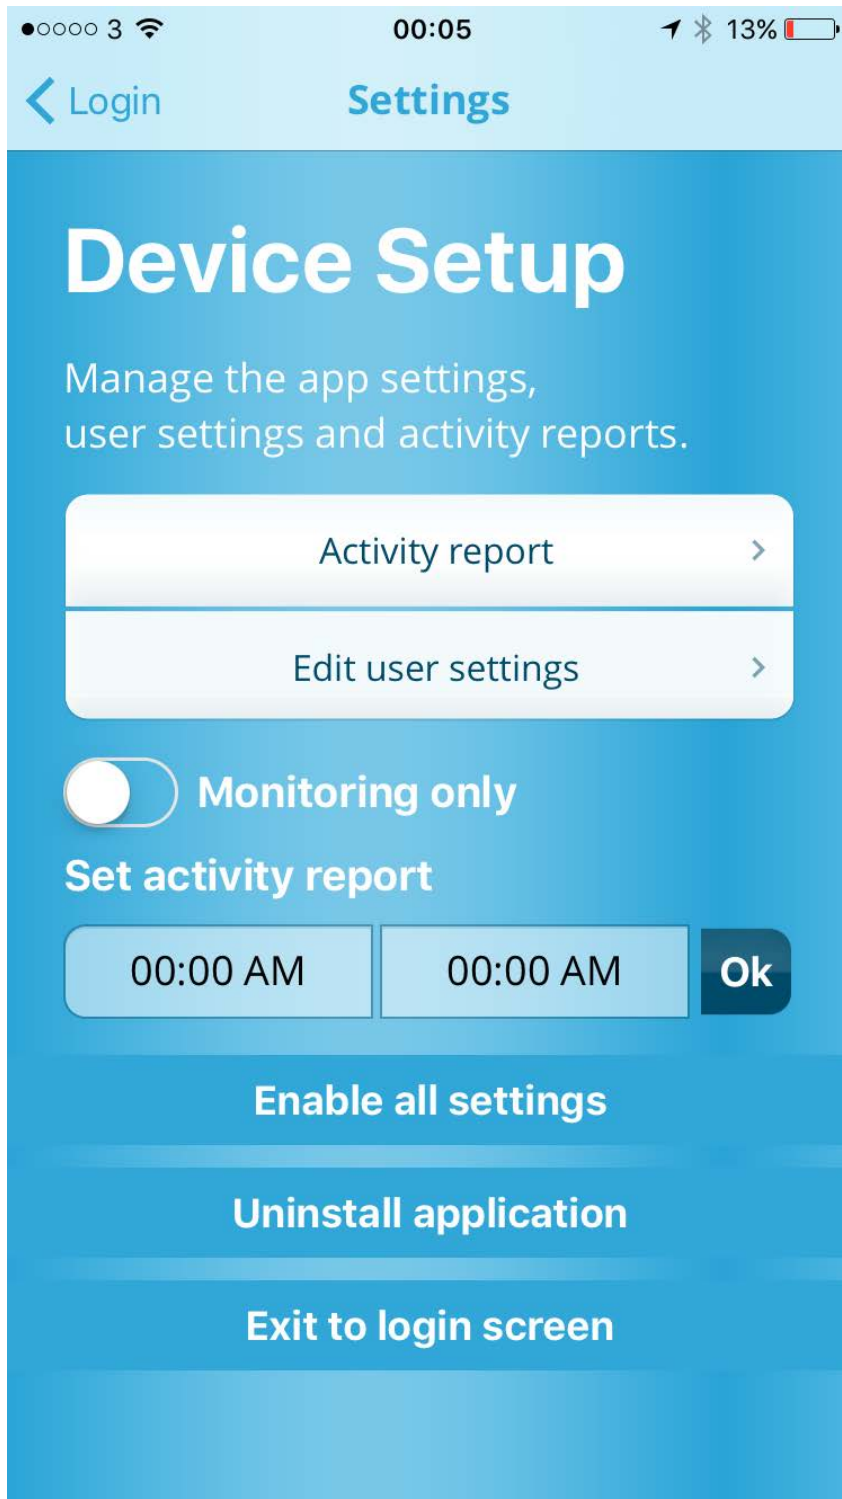 3 00:05 13%
Login Settings
Device Setup
Manage the app settings,
user settings and activity reports.
Activity report
Edit user settings
Monitoring only
Set activity report
00:00 AM 00:00 AM Ok
Enable all settings
Uninstall application
Exit to login screen